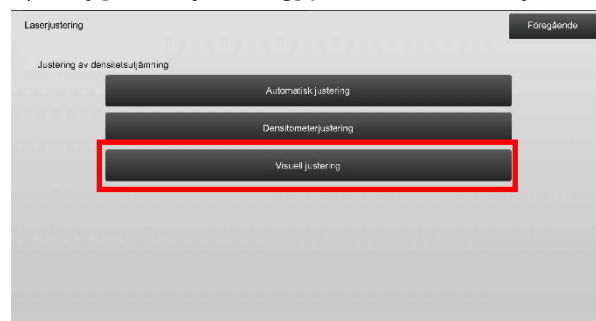 Laserjustering
Föregående
Justering av densitetsutjämning
Automatisk justering
Densitometerjustering
Visuell justering